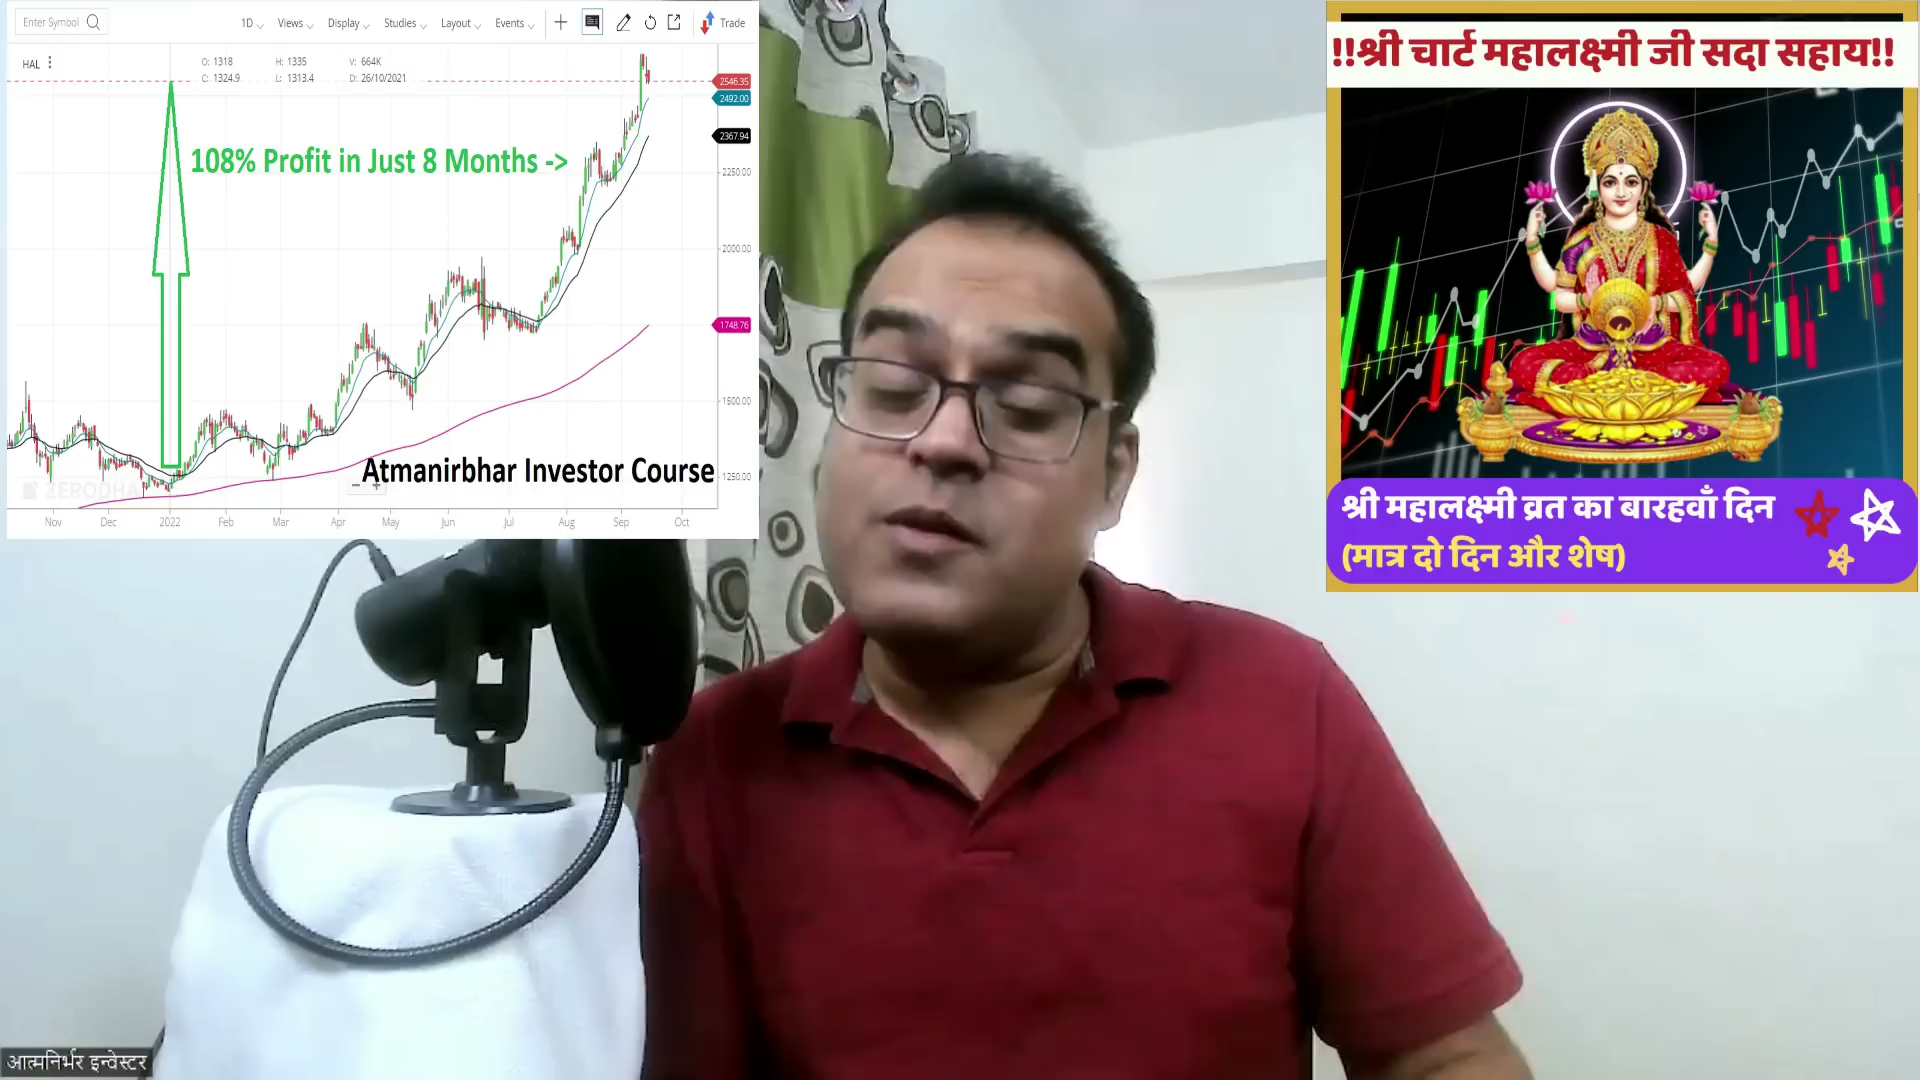 Enter Symbol
1D Views Display Studies Layout Events Trade
HAL
O: 1318 H: 1335 V: 664K
C: 1324.9 L: 1313.4 D: 26/10/2021
2546.35
2492.00
2367.94
2250.00
2000.00
1748.76
1500.00
1250.00
108% Profit in Just 8 Months ->
Atmanirbhar Investor Course
ZERODHA
Nov Dec 2022 Feb Mar Apr May Jun Jul Aug Sep Oct
!!श्री चार्ट महालक्ष्मी जी सदा सहाय!!
श्री महालक्ष्मी व्रत का बारहवाँ दिन
(मात्र दो दिन और शेष)
आत्मनिर्भर इन्वेस्टर